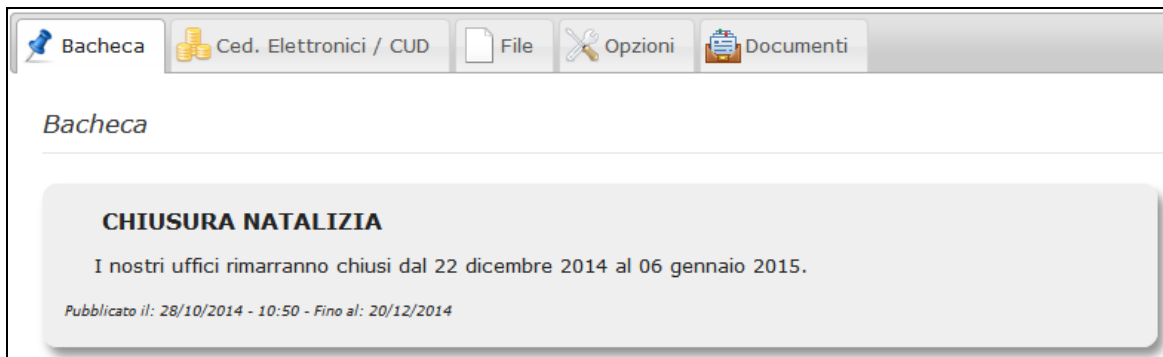 Bacheca Ced. Elettronici / CUD File Opzioni Documenti
Bacheca
CHIUSURA NATALIZIA
I nostri uffici rimarranno chiusi dal 22 dicembre 2014 al 06 gennaio 2015.
Pubblicato il: 28/10/2014 - 10:50 - Fino al: 20/12/2014